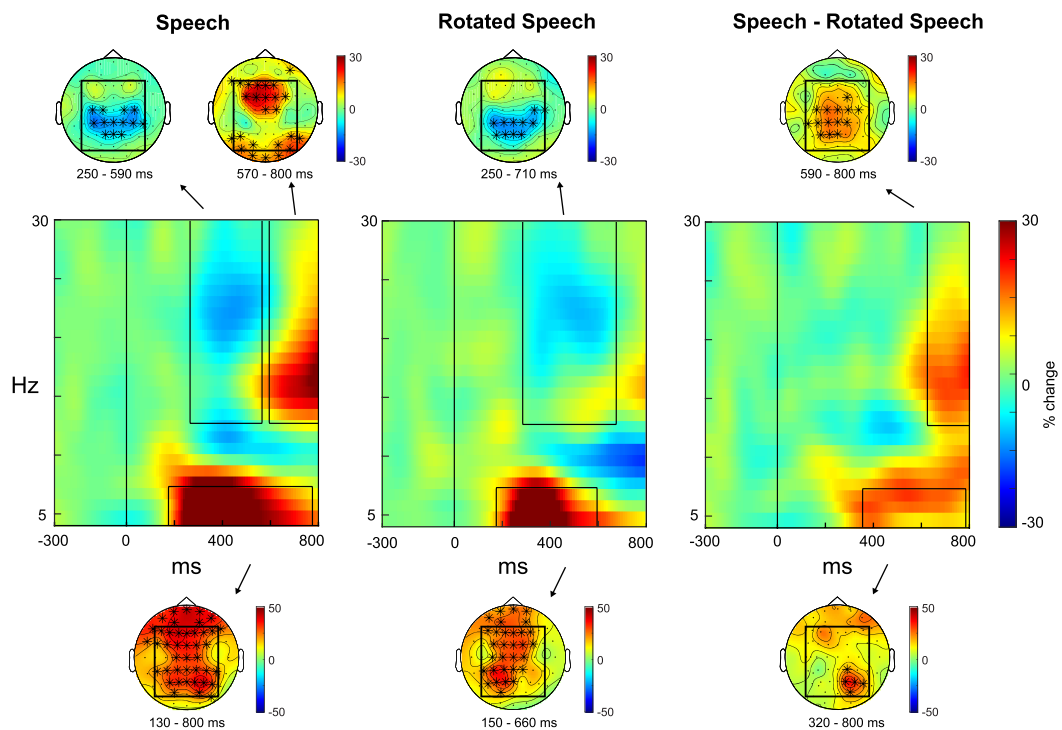 Speech
Rotated Speech
Speech - Rotated Speech
30
0
-30
30
0
-30
30
0
-30
30
0
-30
250 - 590 ms
570 - 800 ms
250 - 710 ms
590 - 800 ms
30
5
-300
0
400
800
30
5
-300
0
400
800
30
5
-300
0
400
800
Hz
30
0
-30
% change
ms
ms
ms
50
0
-50
50
0
-50
50
0
-50
130 - 800 ms
150 - 660 ms
320 - 800 ms